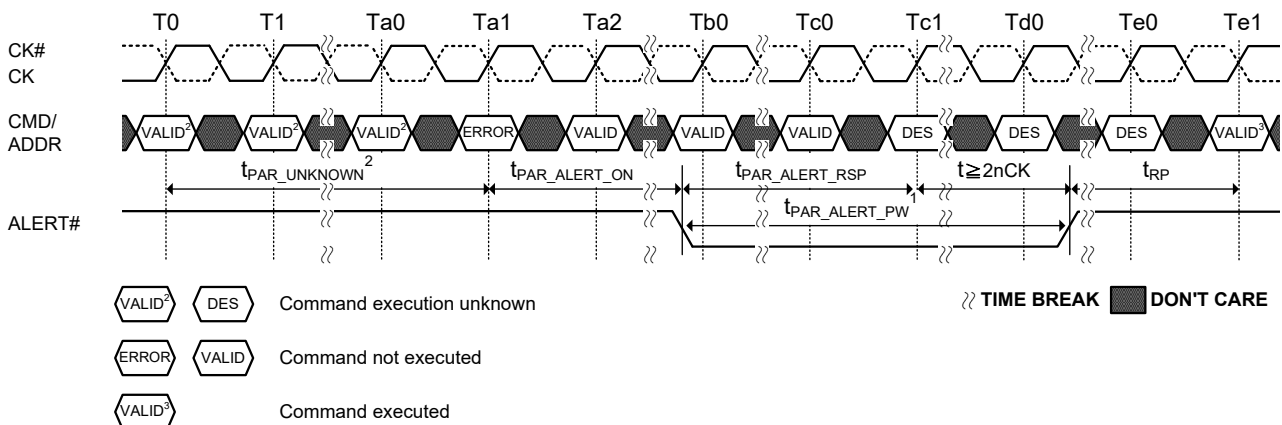 T0 T1 Ta0 Ta1 Ta2 Tb0 Tc0 Tc1 Td0 Te0 Te1
CK#
CK
CMD/
ADDR
VALID² VALID² VALID² ERROR VALID VALID VALID DES DES DES VALID³
tPAR_UNKNOWN² tPAR_ALERT_ON tPAR_ALERT_RSP t≧2nCK tRP
tPAR_ALERT_PW¹
ALERT#
VALID² DES Command execution unknown
TIME BREAK DON'T CARE
ERROR VALID Command not executed
VALID³ Command executed